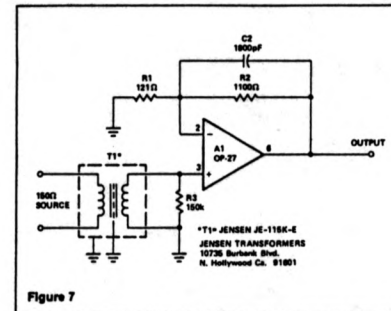 C2
1800pF
R1
121Ω
R2
1100Ω
2
−
A1
OP-27
6
3
+
OUTPUT
T1*
150Ω
SOURCE
R3
150k
*T1= JENSEN JE-115K-E
JENSEN TRANSFORMERS
10735 Burbank Blvd.
N. Hollywood Ca. 91601
Figure 7